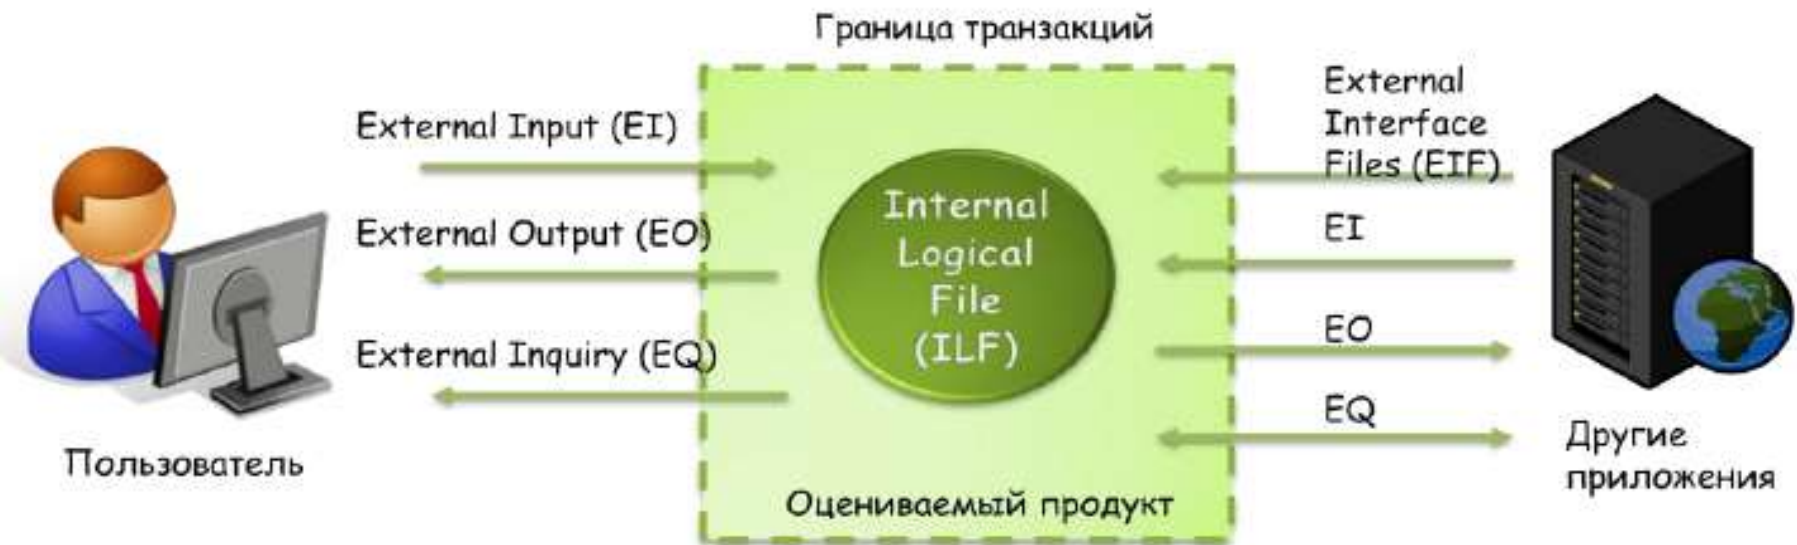 Граница транзакций
External Input (EI)
External Output (EO)
External Inquiry (EQ)
Пользователь
Internal
Logical
File
(ILF)
Оцениваемый продукт
External
Interface
Files (EIF)
EI
EO
EQ
Другие
приложения